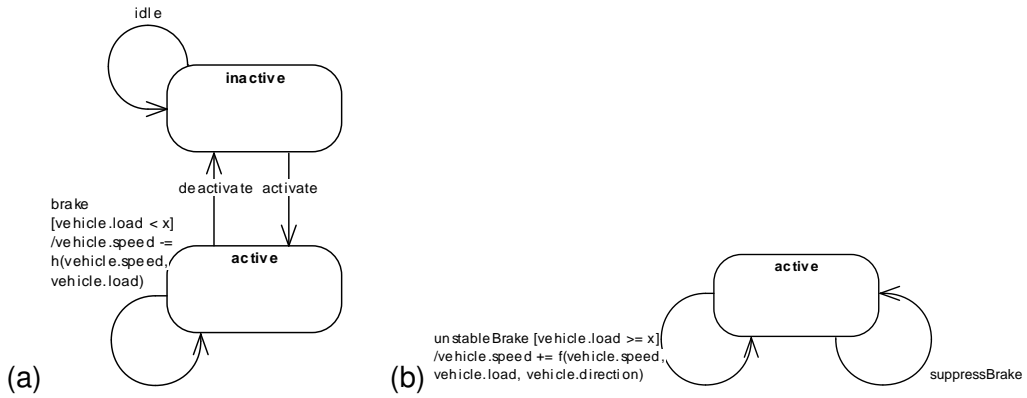 idle
inactive
deactivate activate
brake
[vehicle.load < x]
/vehicle.speed -=
h(vehicle.speed,
vehicle.load)
active
(a)
active
unstableBrake [vehicle.load >= x]
/vehicle.speed += f(vehicle.speed,
vehicle.load, vehicle.direction)
suppressBrake
(b)